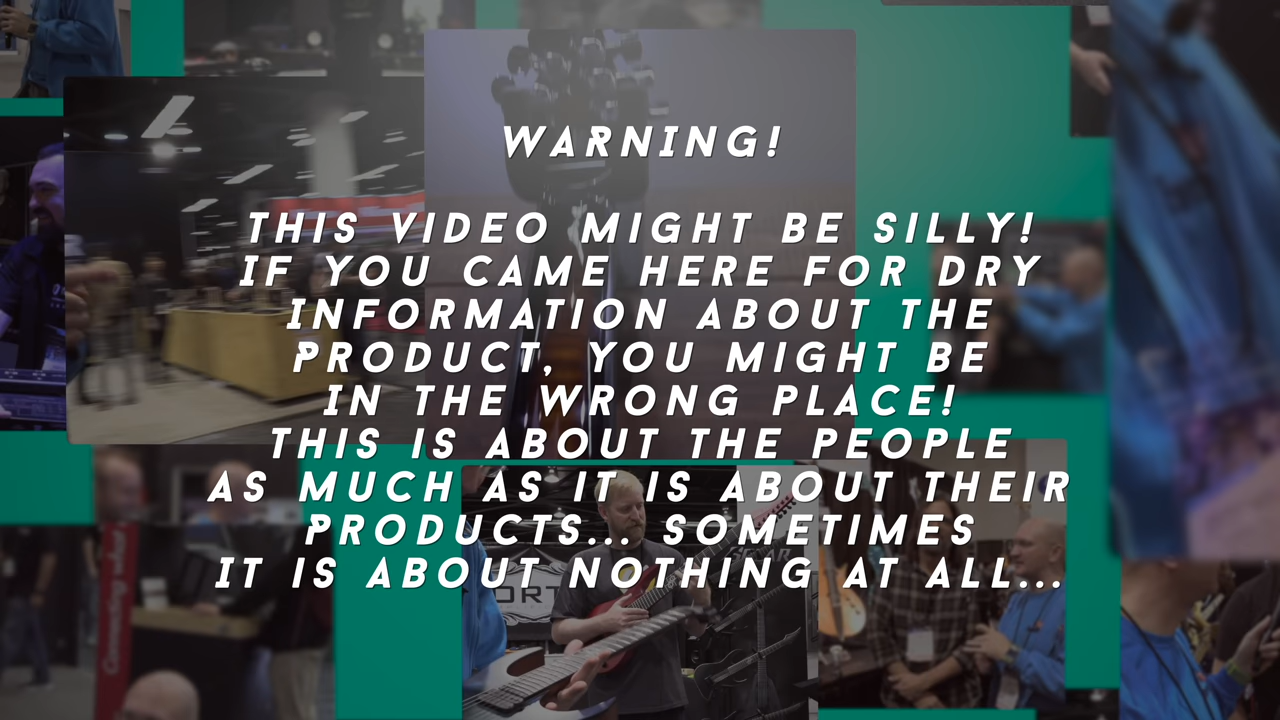 WARNING!
THIS VIDEO MIGHT BE SILLY!
IF YOU CAME HERE FOR DRY
INFORMATION ABOUT THE
PRODUCT, YOU MIGHT BE
IN THE WRONG PLACE!
THIS IS ABOUT THE PEOPLE
AS MUCH AS IT IS ABOUT THEIR
PRODUCTS... SOMETIMES
IT IS ABOUT NOTHING AT ALL...